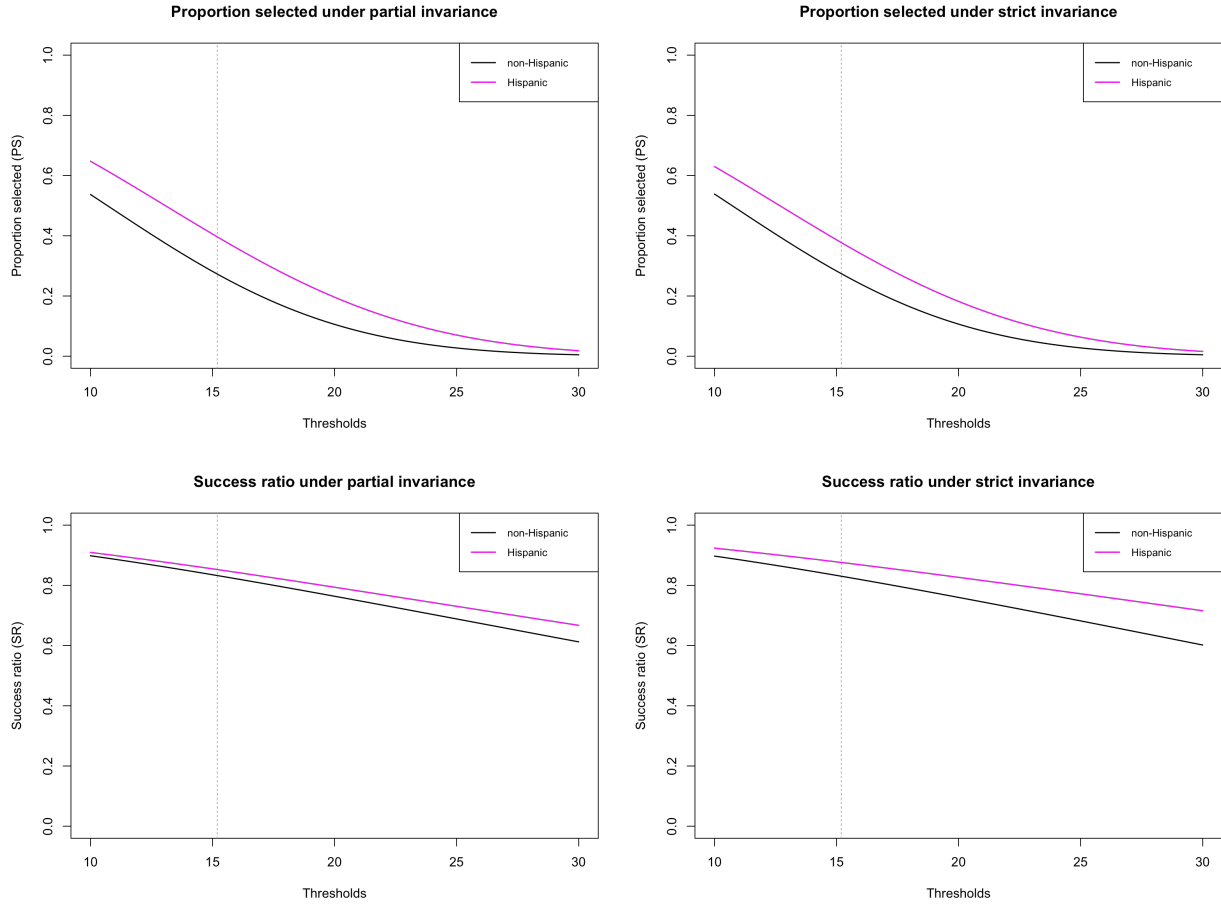 Proportion selected under partial invariance
Proportion selected (PS)
1.0
0.8
0.6
0.4
0.2
0.0
non-Hispanic
Hispanic
10 15 20 25 30
Thresholds
Proportion selected under strict invariance
Proportion selected (PS)
1.0
0.8
0.6
0.4
0.2
0.0
non-Hispanic
Hispanic
10 15 20 25 30
Thresholds
Success ratio under partial invariance
Success ratio (SR)
1.0
0.8
0.6
0.4
0.2
0.0
non-Hispanic
Hispanic
10 15 20 25 30
Thresholds
Success ratio under strict invariance
Success ratio (SR)
1.0
0.8
0.6
0.4
0.2
0.0
non-Hispanic
Hispanic
10 15 20 25 30
Thresholds